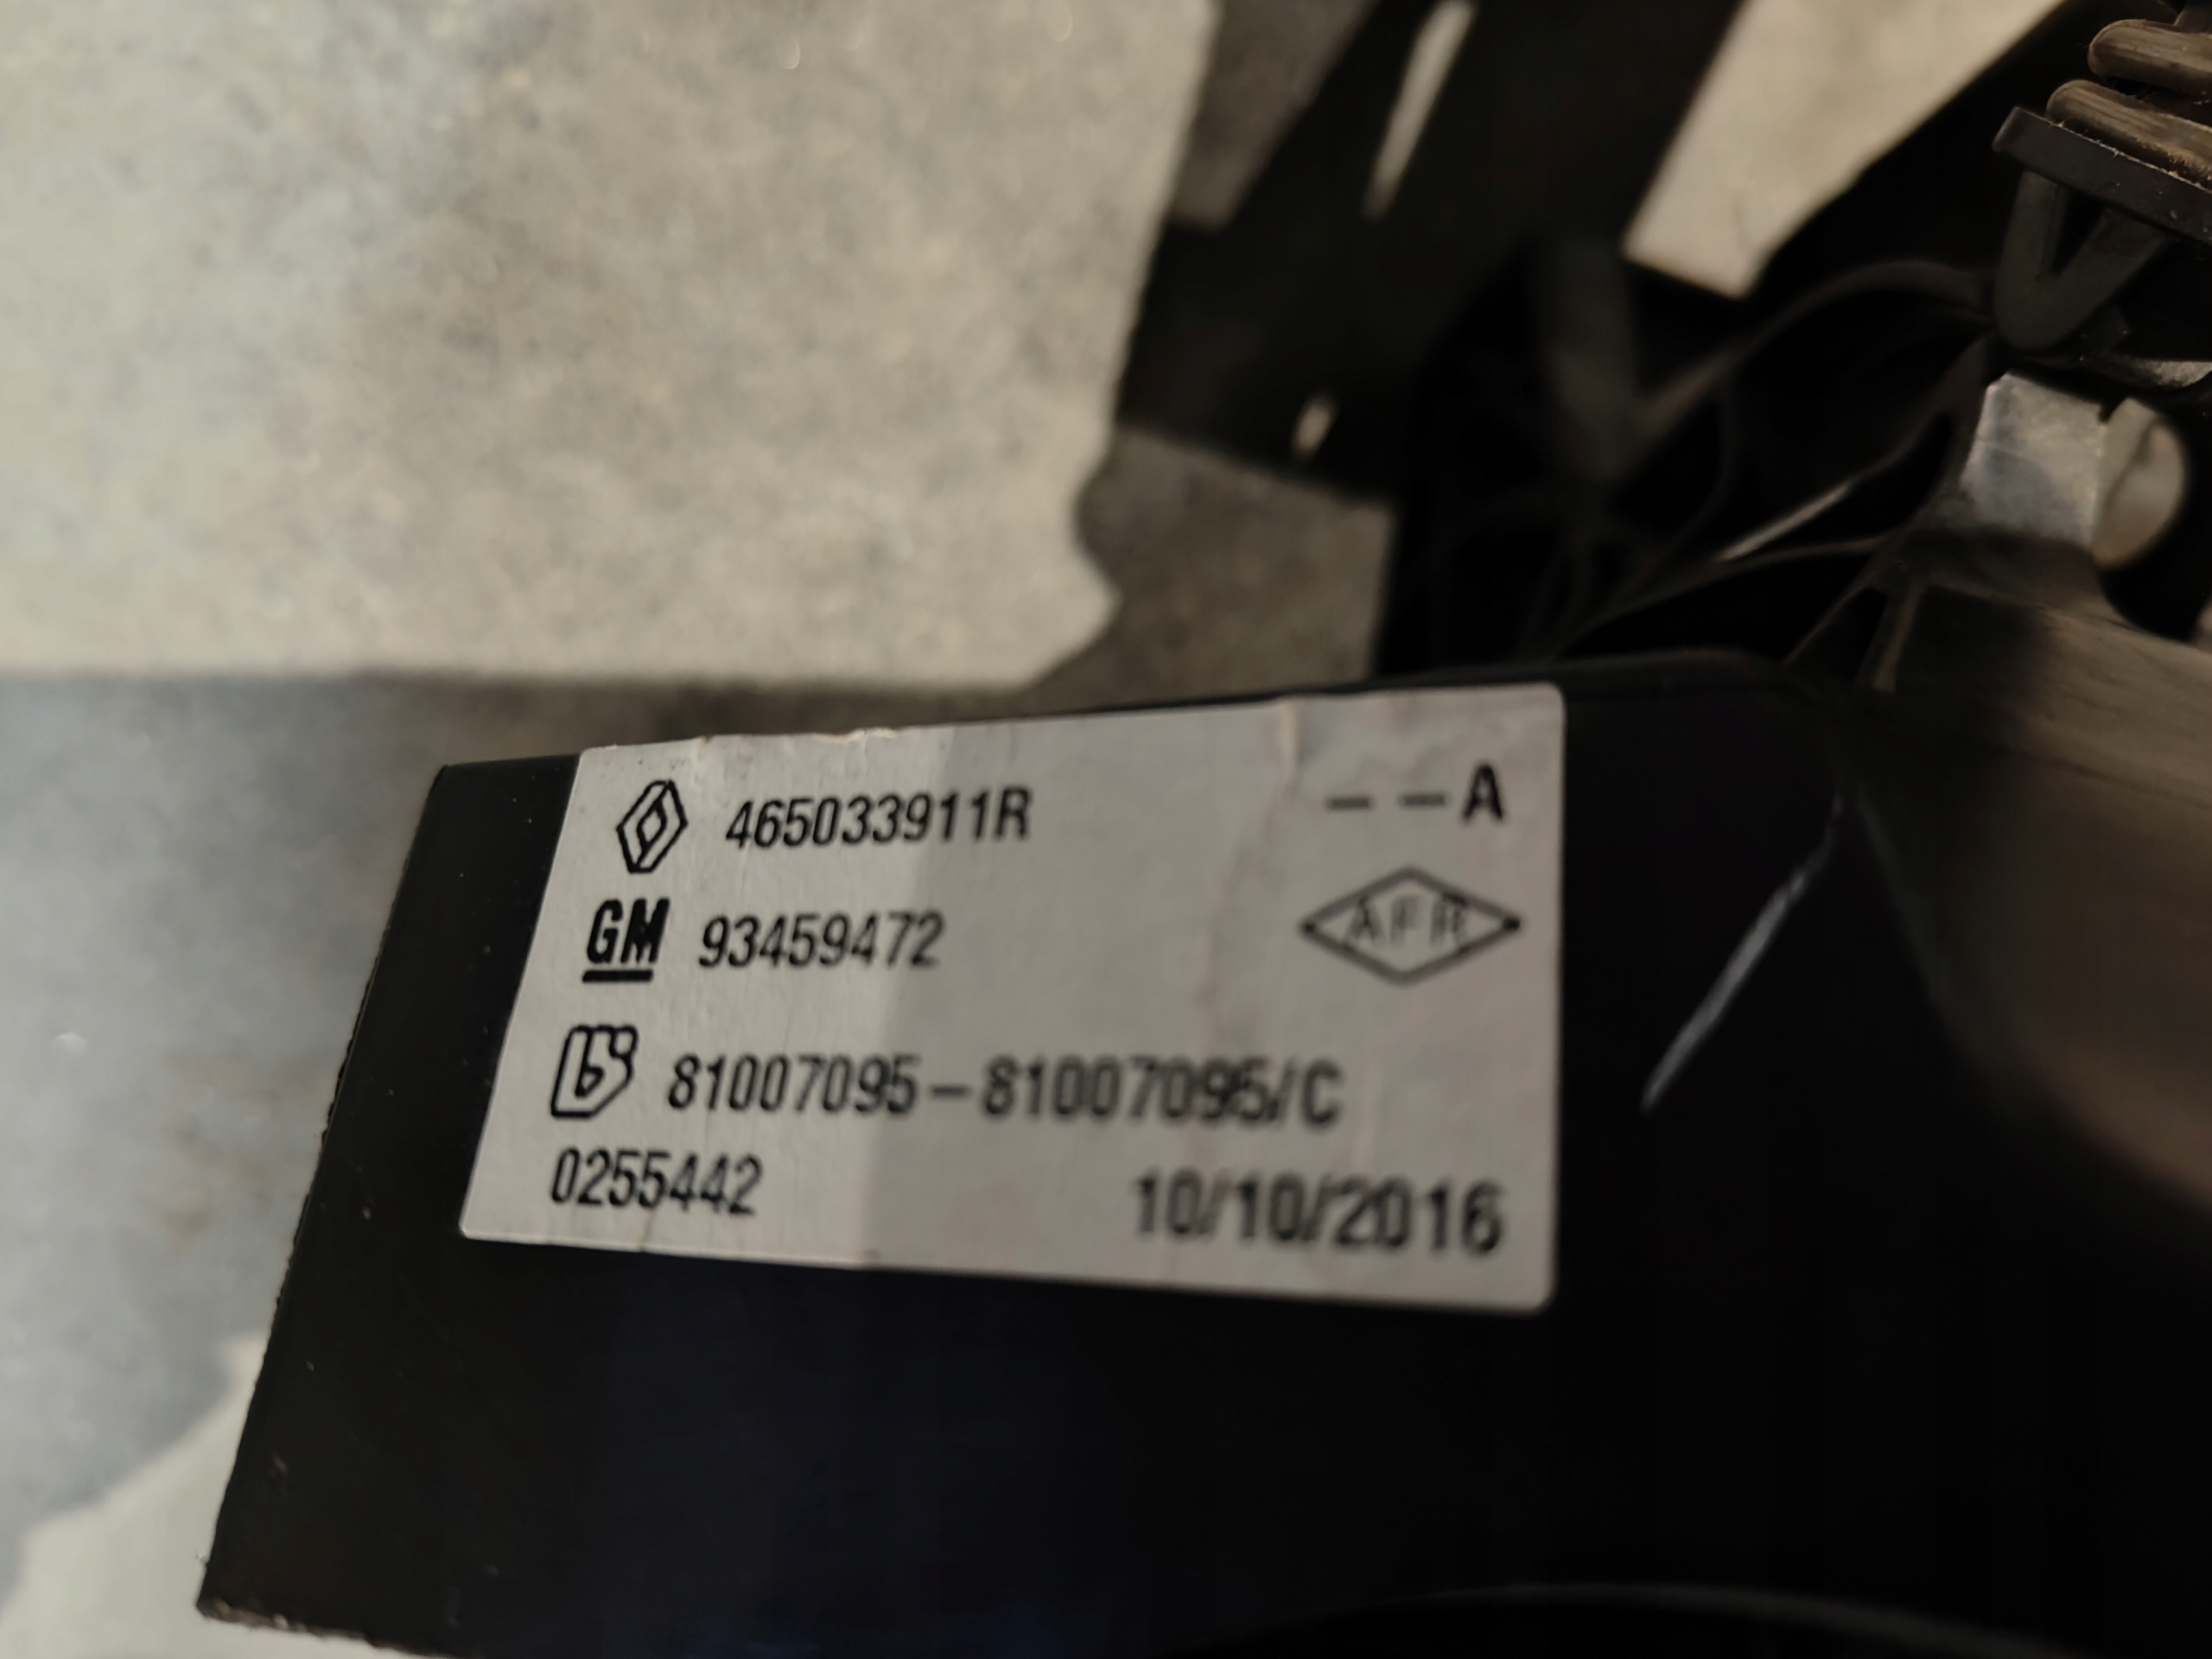 465033911R – – A
GM 93459472
AFR
81007095 – 81007095/C
0255442 10/10/2016